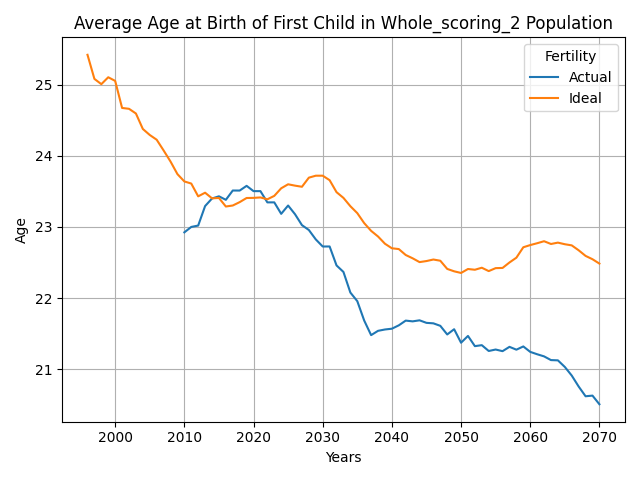 Average Age at Birth of First Child in Whole_scoring_2 Population
Fertility
Actual
Ideal
Age
25
24
23
22
21
2000 2010 2020 2030 2040 2050 2060 2070
Years